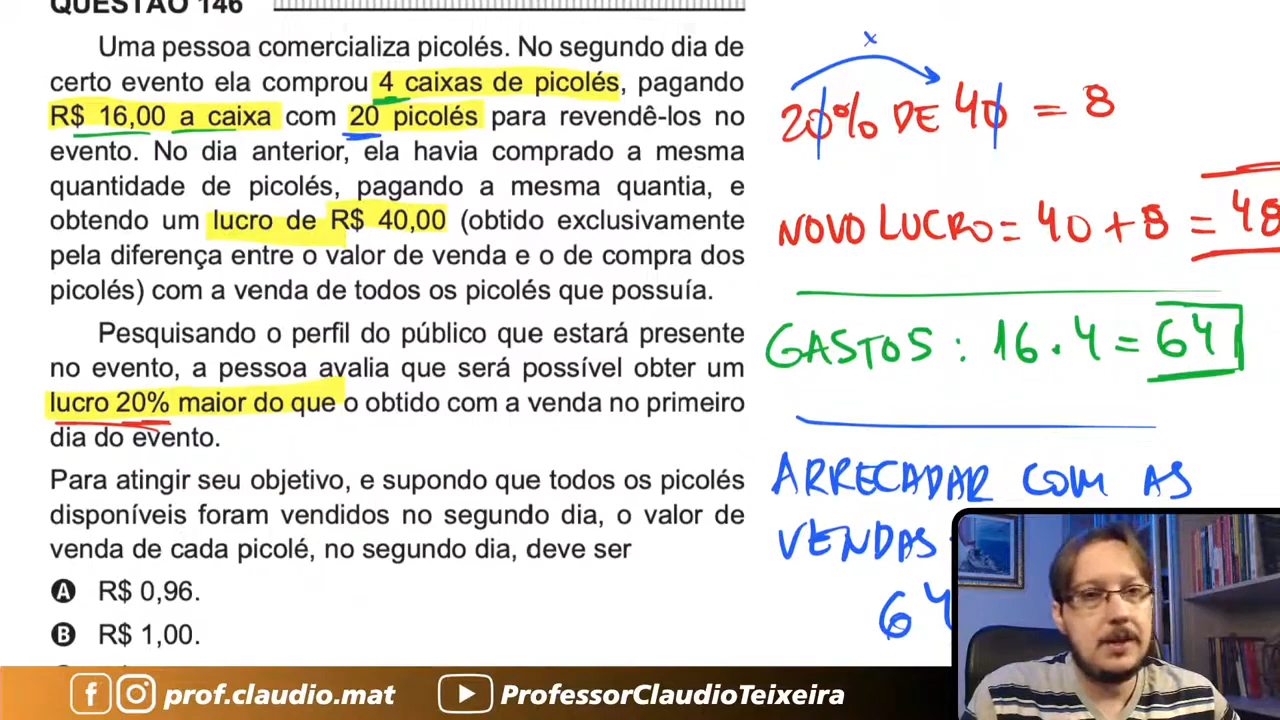 QUESTÃO 146
Uma pessoa comercializa picolés. No segundo dia de
certo evento ela comprou 4 caixas de picolés, pagando
R$ 16,00 a caixa com 20 picolés para revendê-los no
evento. No dia anterior, ela havia comprado a mesma
quantidade de picolés, pagando a mesma quantia, e
obtendo um lucro de R$ 40,00 (obtido exclusivamente
pela diferença entre o valor de venda e o de compra dos
picolés) com a venda de todos os picolés que possuía.
Pesquisando o perfil do público que estará presente
no evento, a pessoa avalia que será possível obter um
lucro 20% maior do que o obtido com a venda no primeiro
dia do evento.
Para atingir seu objetivo, e supondo que todos os picolés
disponíveis foram vendidos no segundo dia, o valor de
venda de cada picolé, no segundo dia, deve ser
A R$ 0,96.
B R$ 1,00.
x
20% DE 40 = 8
NOVO LUCRO = 40 + 8 = 48
GASTOS : 16 . 4 = 64
ARRECADAR COM AS
VENDAS
64
prof.claudio.mat
ProfessorClaudioTeixeira